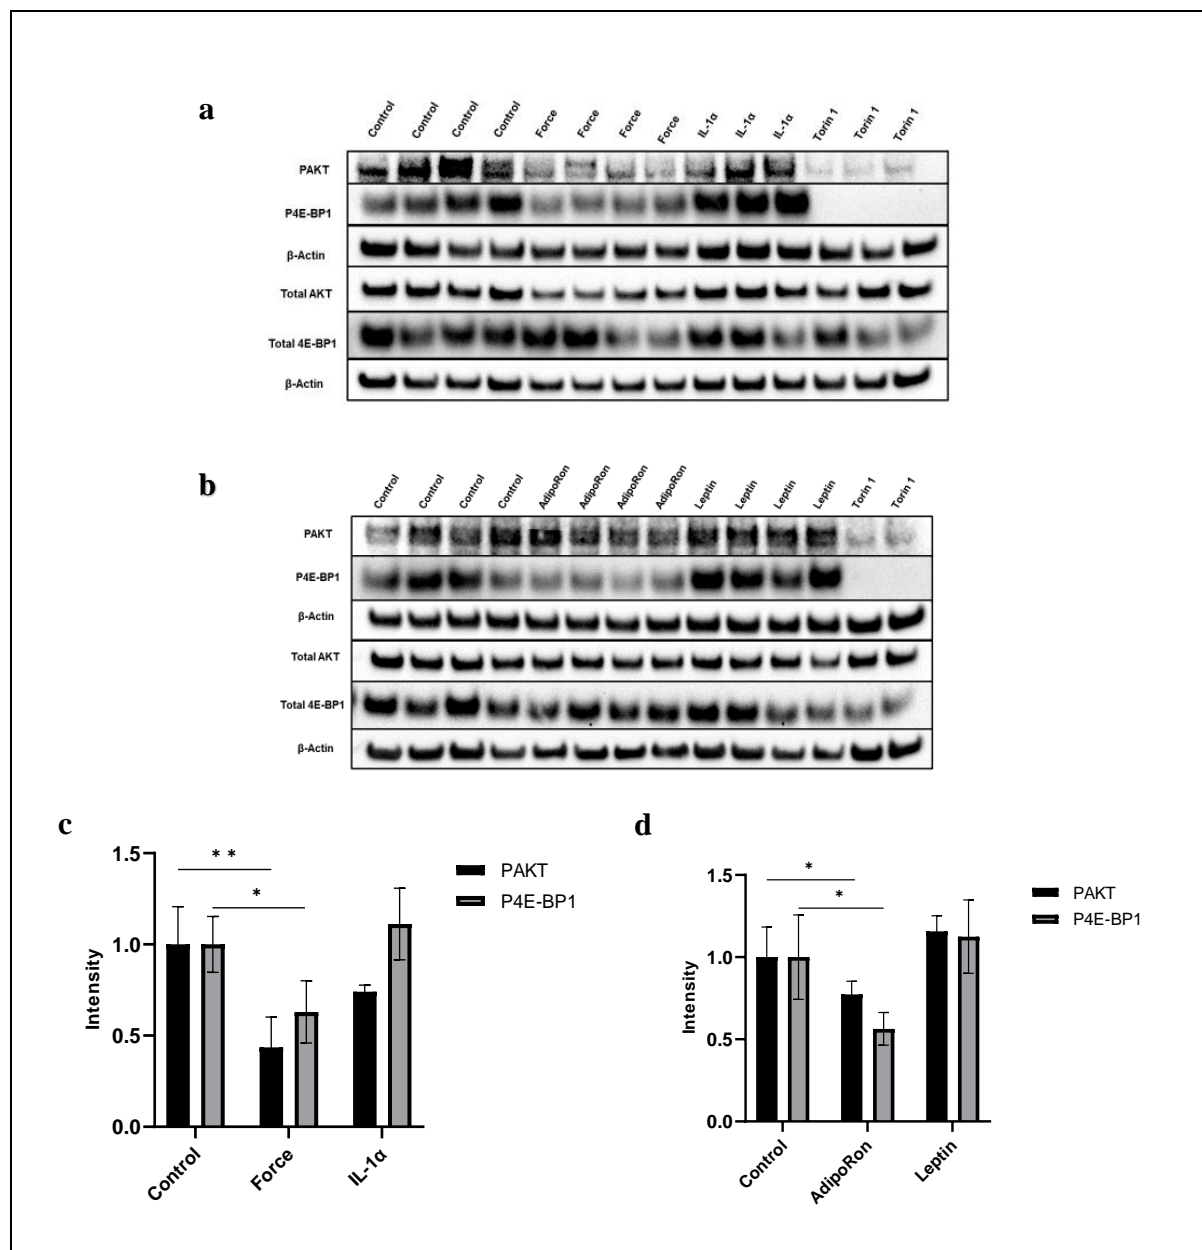 a
Control Control Control Control Force Force Force Force IL-1α IL-1α IL-1α Torin 1 Torin 1 Torin 1
PAKT
P4E-BP1
β-Actin
Total AKT
Total 4E-BP1
β-Actin
b
Control Control Control Control AdipoRon AdipoRon AdipoRon AdipoRon Leptin Leptin Leptin Leptin Torin 1 Torin 1
PAKT
P4E-BP1
β-Actin
Total AKT
Total 4E-BP1
β-Actin
c
1.5
1.0
0.5
0.0
Intensity
**
*
PAKT
P4E-BP1
Control Force IL-1α
d
1.5
1.0
0.5
0.0
Intensity
*
*
PAKT
P4E-BP1
Control AdipoRon Leptin